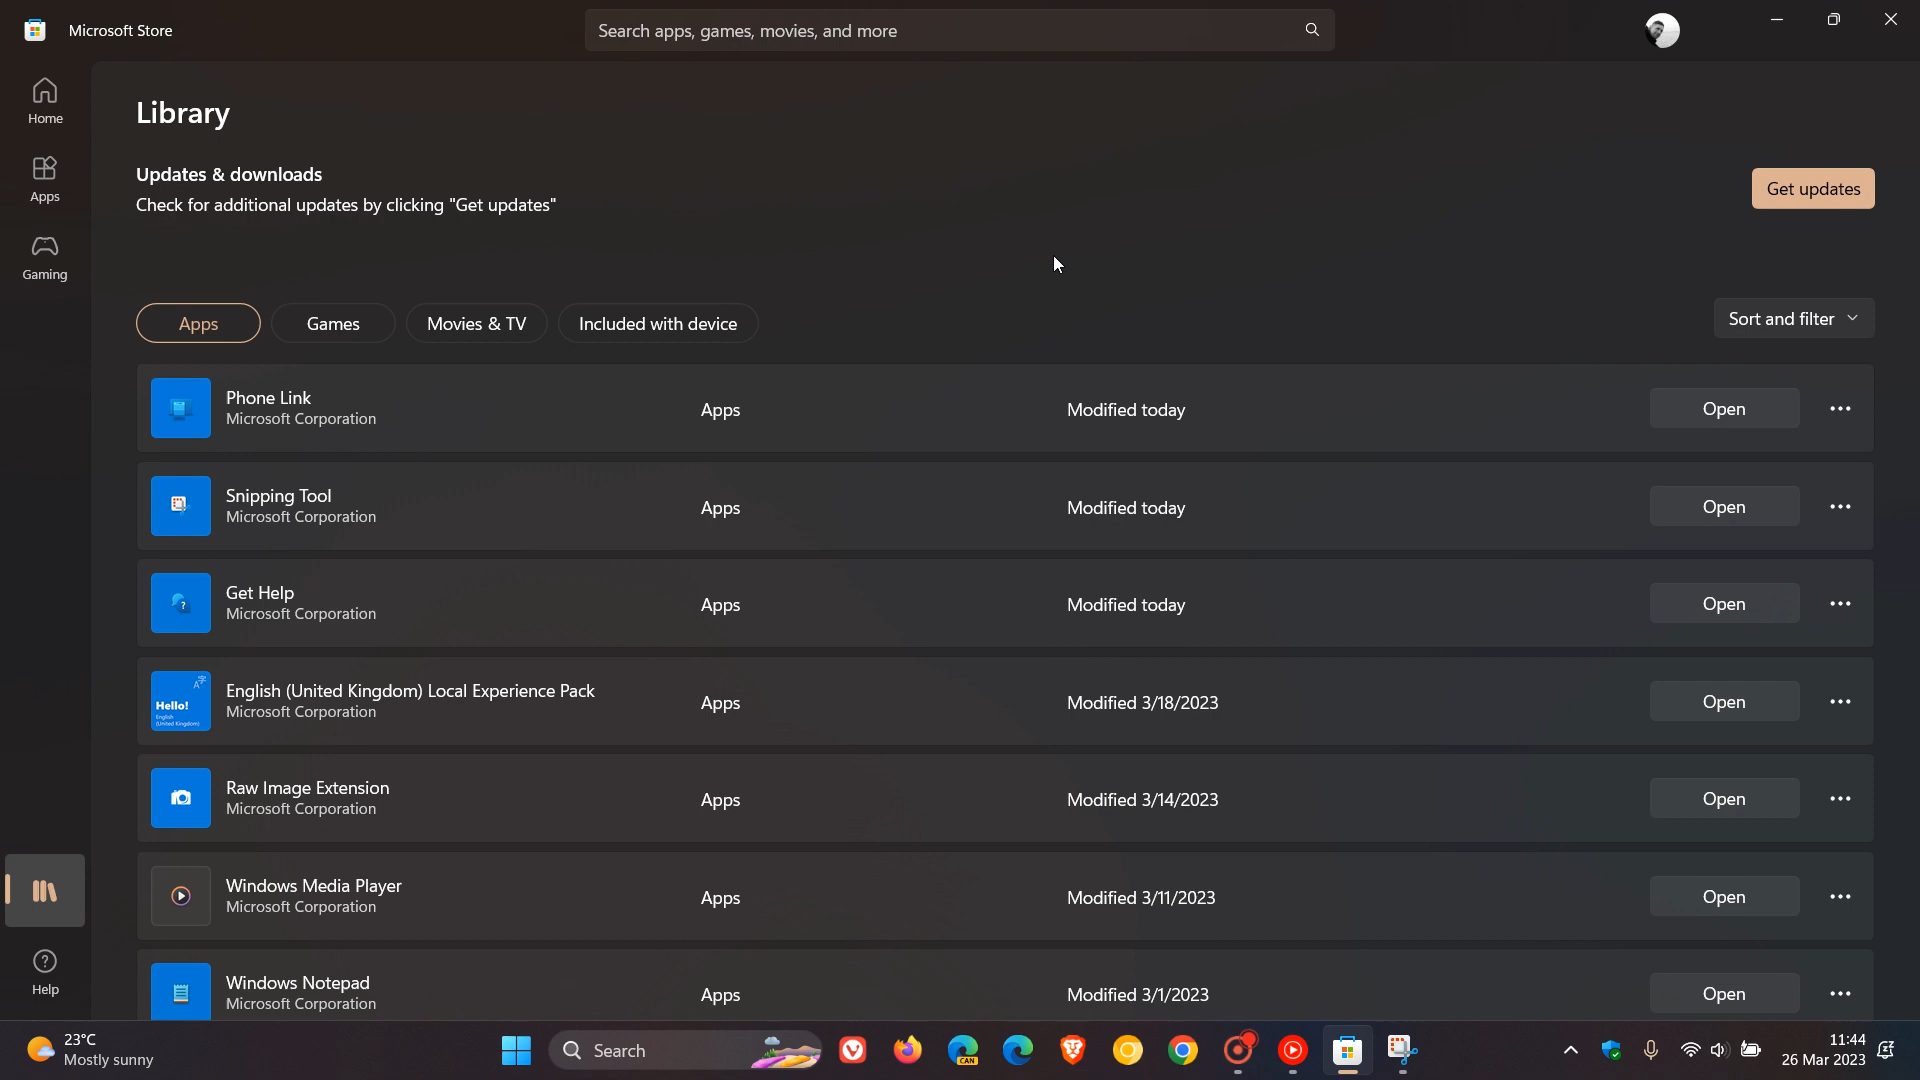 Microsoft Store
Search apps, games, movies, and more
Home
Apps
Gaming
Library
Updates & downloads
Check for additional updates by clicking "Get updates"
Get updates
Apps
Games
Movies & TV
Included with device
Sort and filter
Phone Link
Microsoft Corporation
Apps
Modified today
Open
Snipping Tool
Microsoft Corporation
Apps
Modified today
Open
Get Help
Microsoft Corporation
Apps
Modified today
Open
Hello!
English
(United Kingdom)
English (United Kingdom) Local Experience Pack
Microsoft Corporation
Apps
Modified 3/18/2023
Open
Raw Image Extension
Microsoft Corporation
Apps
Modified 3/14/2023
Open
Windows Media Player
Microsoft Corporation
Apps
Modified 3/11/2023
Open
Windows Notepad
Microsoft Corporation
Apps
Modified 3/1/2023
Open
Help
23°C
Mostly sunny
Search
CAN
11:44
26 Mar 2023